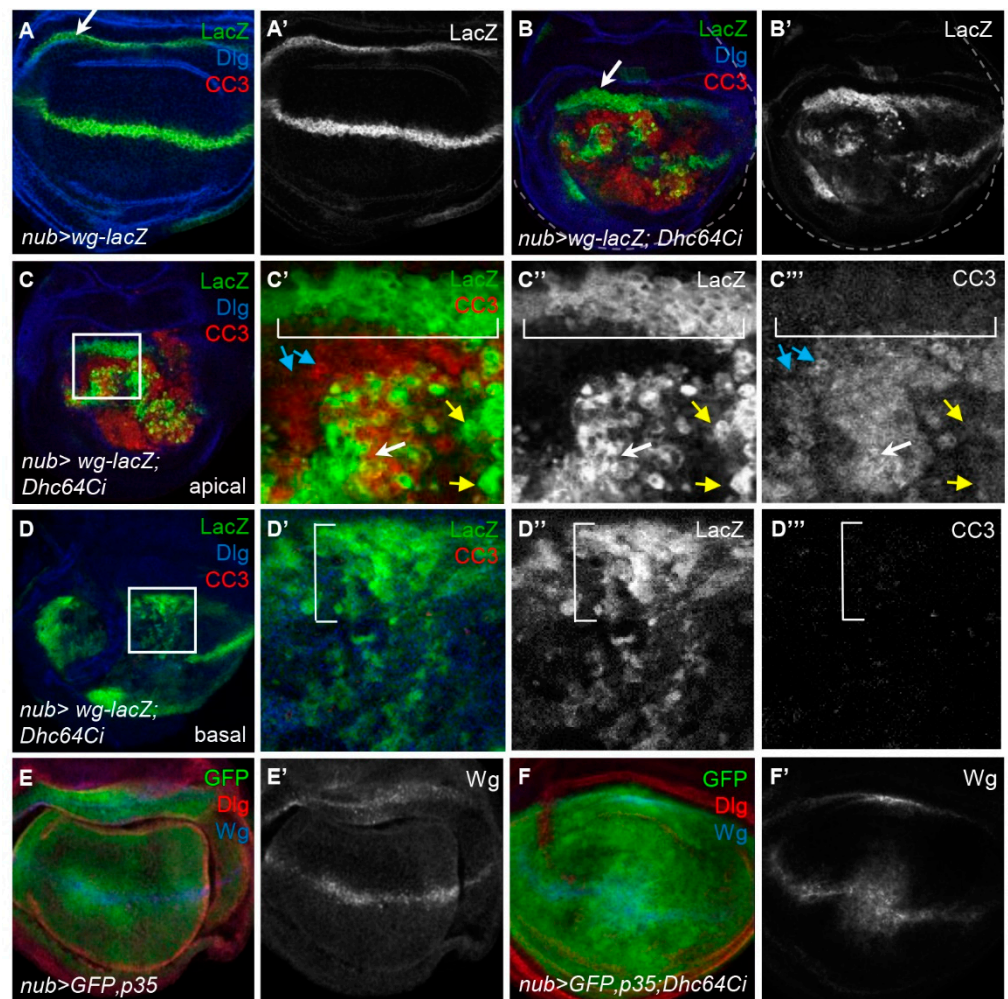 A
LacZ
Dlg
CC3
nub>wg-lacZ
A'
LacZ
B
LacZ
Dlg
CC3
nub>wg-lacZ; Dhc64Ci
B'
LacZ
C
LacZ
Dlg
CC3
nub> wg-lacZ;
Dhc64Ci
apical
C'
LacZ
CC3
C''
LacZ
C'''
CC3
D
LacZ
Dlg
CC3
nub> wg-lacZ;
Dhc64Ci
basal
D'
LacZ
CC3
D''
LacZ
D'''
CC3
E
GFP
Dlg
Wg
nub>GFP,p35
E'
Wg
F
GFP
Dlg
Wg
nub>GFP,p35;Dhc64Ci
F'
Wg